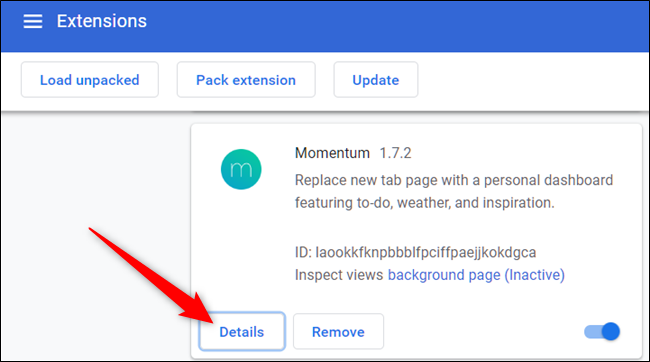 Extensions
Load unpacked Pack extension Update
m
Momentum 1.7.2
Replace new tab page with a personal dashboard
featuring to-do, weather, and inspiration.
ID: laookkfknpbbblfpciffpaejjkokdgca
Inspect views background page (Inactive)
Details Remove